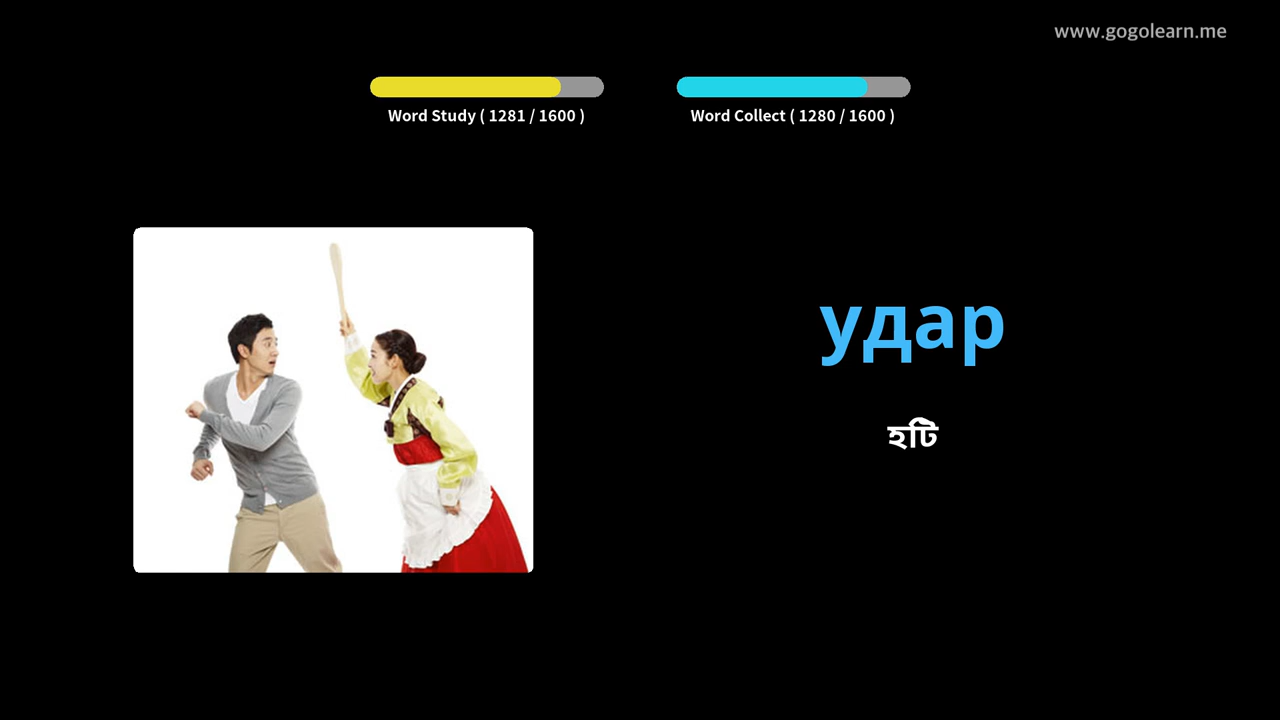 www.gogolearn.me
Word Study ( 1281 / 1600 )
Word Collect ( 1280 / 1600 )
удар
হটি